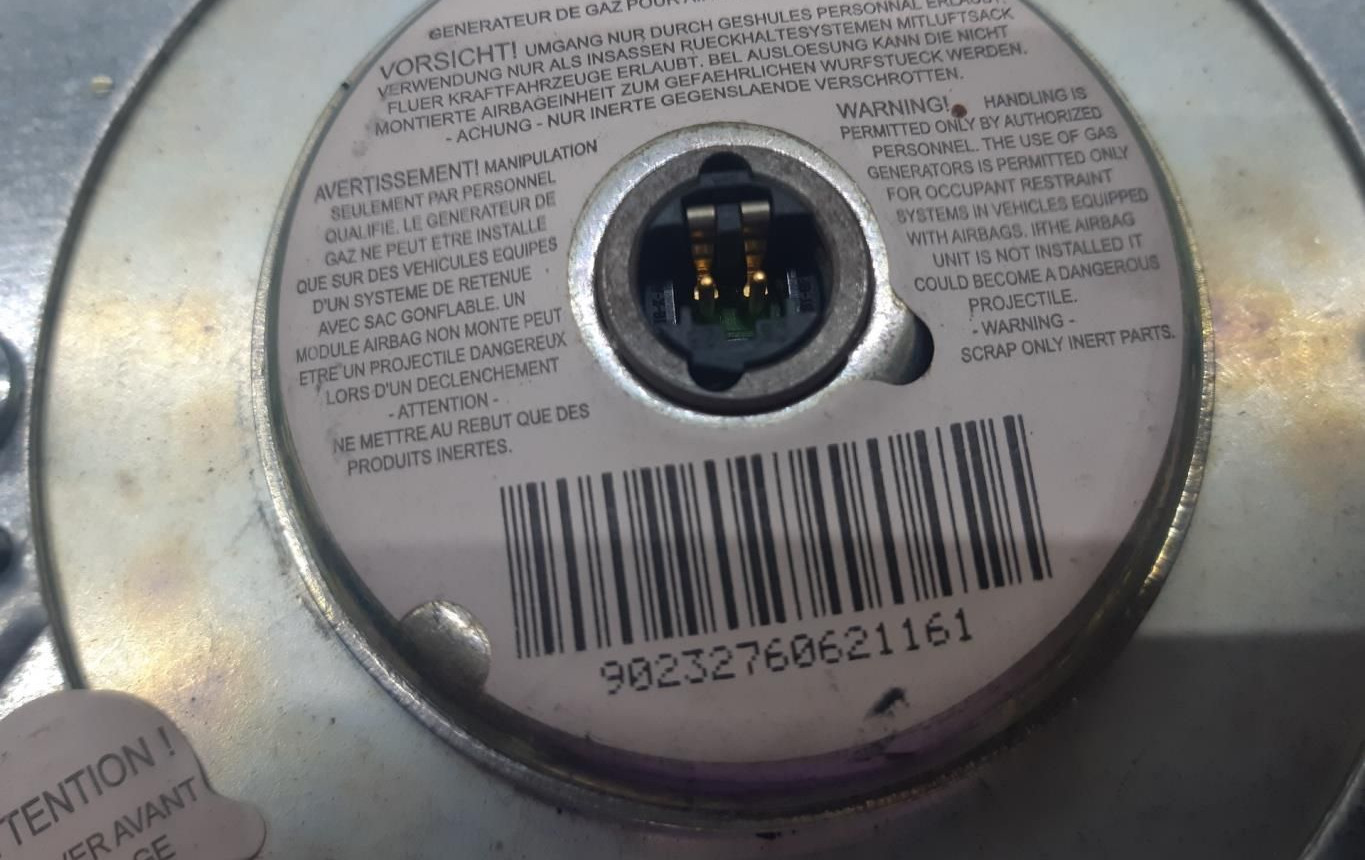 GENERATEUR DE GAZ POUR
VORSICHT! UMGANG NUR DURCH GESHULES PERSONNAL ERLAUBT.
VERWENDUNG NUR ALS INSASSEN RUECKHALTESYSTEMEN MITLUFTSACK
FLUER KRAFTFAHRZEUGE ERLAUBT. BEL AUSLOESUNG KANN DIE NICHT
MONTIERTE AIRBAGEINHEIT ZUM GEFAEHRLICHEN WURFSTUECK WERDEN.
- ACHUNG - NUR INERTE GEGENSLAENDE VERSCHROTTEN.
AVERTISSEMENT! MANIPULATION
SEULEMENT PAR PERSONNEL
QUALIFIE. LE GENERATEUR DE
GAZ NE PEUT ETRE INSTALLE
QUE SUR DES VEHICULES EQUIPES
D'UN SYSTEME DE RETENUE
AVEC SAC GONFLABLE. UN
MODULE AIRBAG NON MONTE PEUT
ETRE UN PROJECTILE DANGEREUX
LORS D'UN DECLENCHEMENT
- ATTENTION -
NE METTRE AU REBUT QUE DES
PRODUITS INERTES.
WARNING! HANDLING IS
PERMITTED ONLY BY AUTHORIZED
PERSONNEL. THE USE OF GAS
GENERATORS IS PERMITTED ONLY
FOR OCCUPANT RESTRAINT
SYSTEMS IN VEHICLES EQUIPPED
WITH AIRBAGS. IFTHE AIRBAG
UNIT IS NOT INSTALLED IT
COULD BECOME A DANGEROUS
PROJECTILE.
- WARNING -
SCRAP ONLY INERT PARTS.
90232760621161
TENTION !
VER AVANT
GE